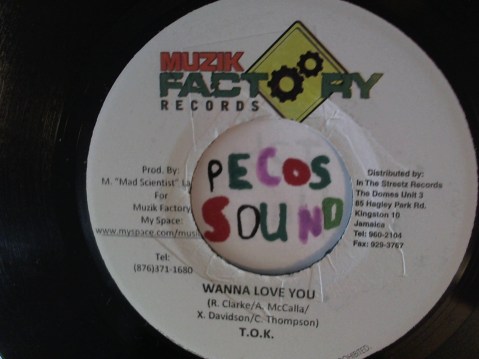 MUZIK
FACTORY
RECORDS
Prod. By:
M. "Mad Scientist"
For
Muzik Factory
My Space:
www.myspace.com/musi
Tel:
(876)371-1680
PECOS
SOUND
Distributed by:
In The Streetz Records
The Domes Unit 3
85 Hagley Park Rd.
Kingston 10
Jamaica
Tel: 960-2104
Fax: 929-3767
WANNA LOVE YOU
(R. Clarke/A. McCalla/
X. Davidson/C. Thompson)
T.O.K.